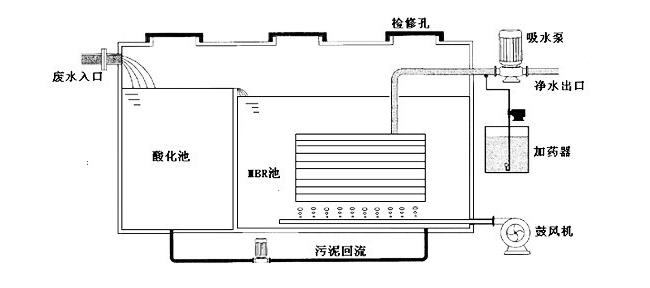 检修孔
吸水泵
废水入口
净水出口
酸化池
MBR池
加药器
鼓风机
污泥回流